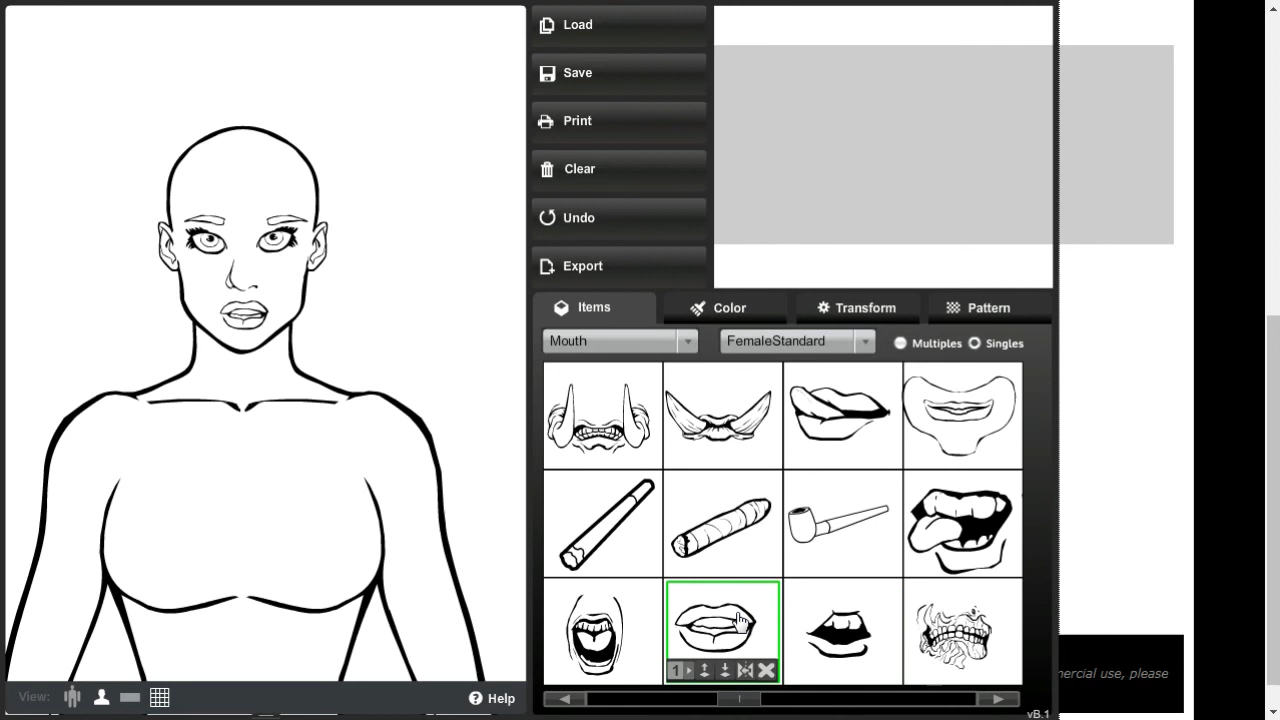 Load
Save
Print
Clear
Undo
Export
Items
Color
Transform
Pattern
Mouth
FemaleStandard
Multiples
Singles
1
mercial use, please
View:
Help
vB.1